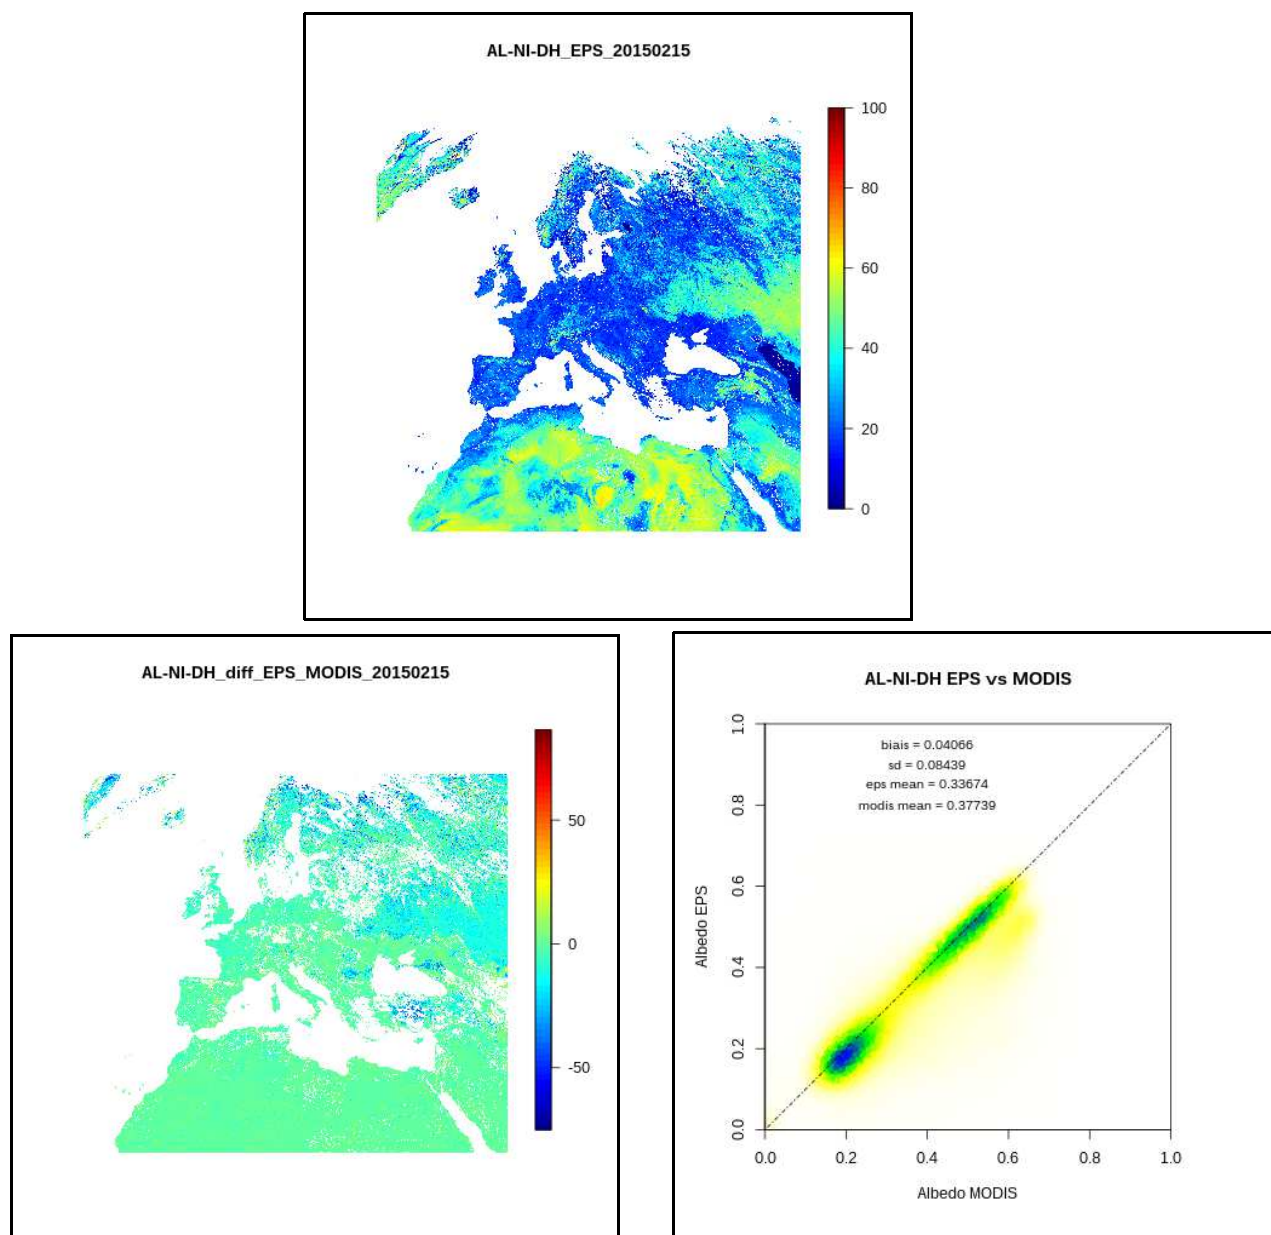 AL-NI-DH_EPS_20150215
100
80
60
40
20
0
AL-NI-DH_diff_EPS_MODIS_20150215
50
0
-50
AL-NI-DH EPS vs MODIS
biais = 0.04066
sd = 0.08439
eps mean = 0.33674
modis mean = 0.37739
1.0
0.8
0.6
0.4
0.2
0.0
Albedo EPS
0.0 0.2 0.4 0.6 0.8 1.0
Albedo MODIS